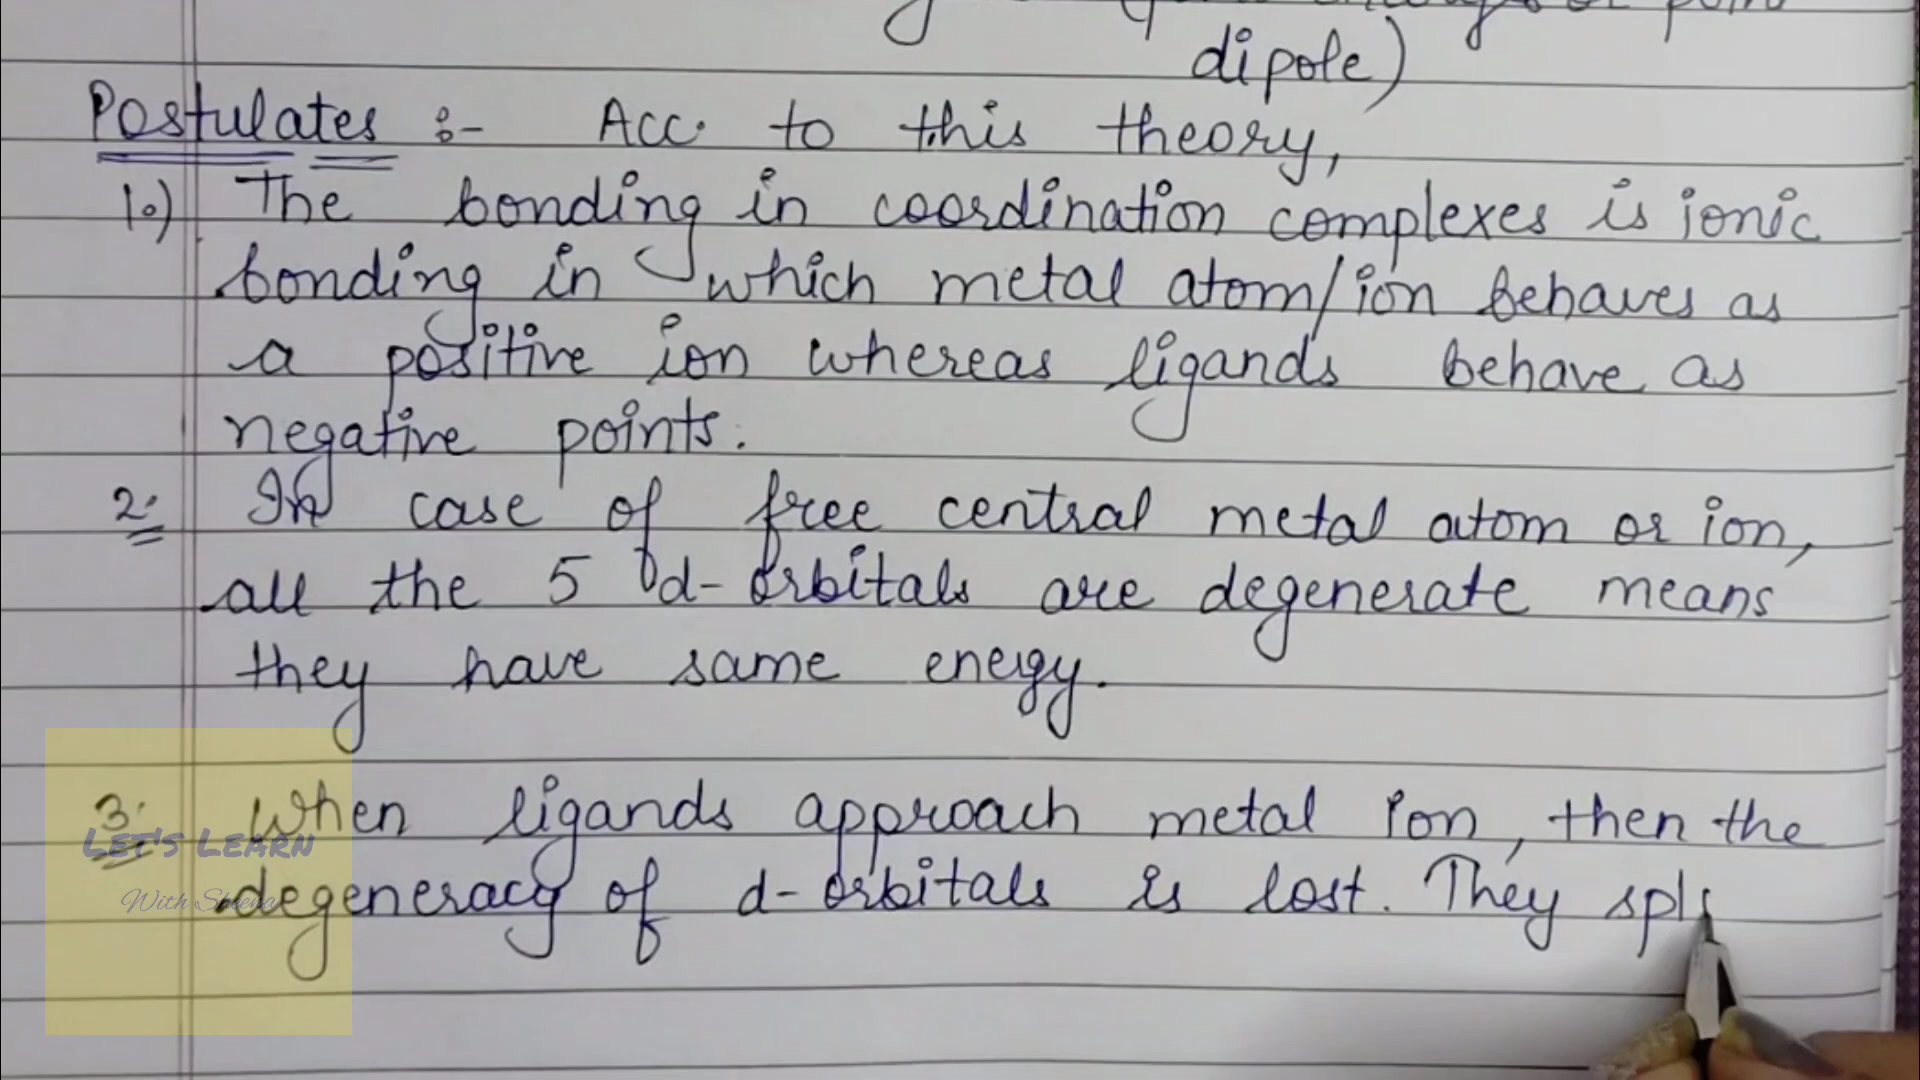 dipole)
Postulates :- Acc. to this theory,
1.) The bonding in coordination complexes is ionic
bonding in which metal atom/ion behaves as
a positive ion whereas ligands behave as
negative points.
2. In case of free central metal atom or ion,
all the 5 d-orbitals are degenerate means
they have same energy.
3. When ligands approach metal ion, then the
LET'S LEARN
degeneracy of d-orbitals is lost. They spli
With